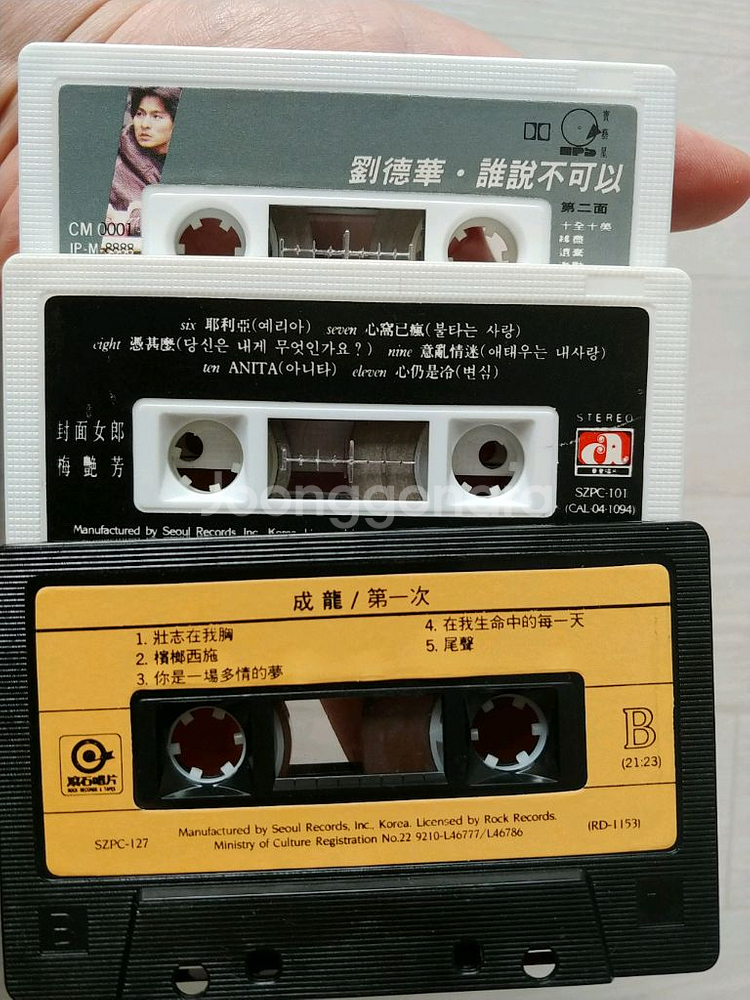 劉德華・誰說不可以
第二面
十全十美
CM 0001
IP-M-8888
six 耶利亞(예리아) seven 心窩已瘋(불타는 사랑)
eight 憑甚麼(당신은 내게 무엇인가요?) nine 意亂情迷(애태우는 내사랑)
ten ANITA(아니타) eleven 心仍是冷(변심)
封面女郎
梅艷芳
STEREO
SZPC-101
(CAL-04-1094)
Manufactured by Seoul Records, Inc., Korea.
Joonggonara
成龍 / 第一次
1. 壯志在我胸
2. 檳榔西施
3. 你是一場多情的夢
4. 在我生命中的每一天
5. 尾聲
滾石唱片
ROCK RECORDS & TAPES
B
(21:23)
SZPC-127
Manufactured by Seoul Records, Inc., Korea. Licensed by Rock Records.
Ministry of Culture Registration No.22 9210-L46777/L46786
(RD-1153)
B